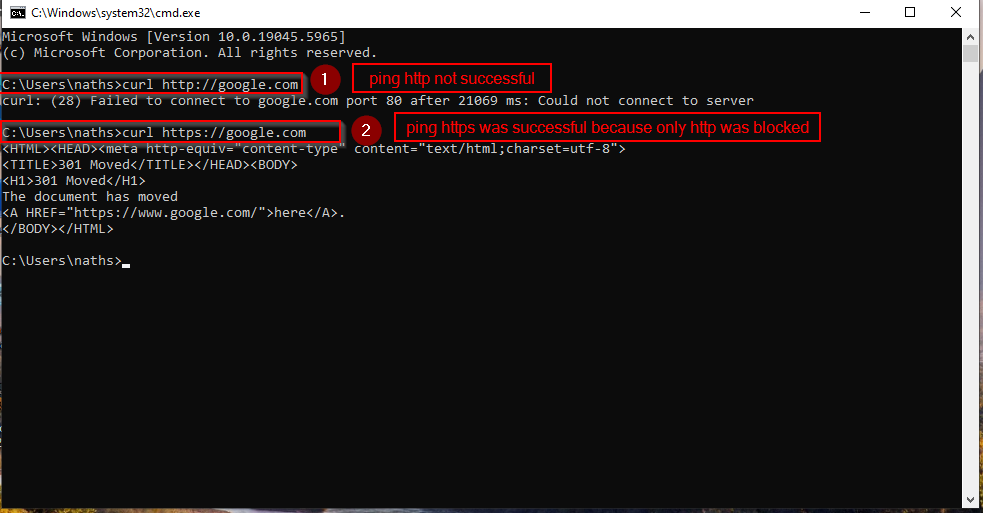 C:\Windows\system32\cmd.exe
Microsoft Windows [Version 10.0.19045.5965]
(c) Microsoft Corporation. All rights reserved.
C:\Users\naths>curl http://google.com
1
ping http not successful
curl: (28) Failed to connect to google.com port 80 after 21069 ms: Could not connect to server
C:\Users\naths>curl https://google.com
2
ping https was successful because only http was blocked
<HTML><HEAD><meta http-equiv="content-type" content="text/html;charset=utf-8">
<TITLE>301 Moved</TITLE></HEAD><BODY>
<H1>301 Moved</H1>
The document has moved
<A HREF="https://www.google.com/">here</A>.
</BODY></HTML>
C:\Users\naths>